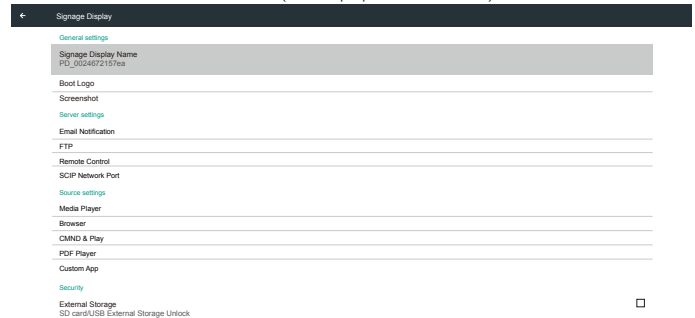 Signage Display
General settings
Signage Display Name
PD_0024672157ea
Boot Logo
Screenshot
Server settings
Email Notification
FTP
Remote Control
SCIP Network Port
Source settings
Media Player
Browser
CMND & Play
PDF Player
Custom App
Security
External Storage
SD card/USB External Storage Unlock